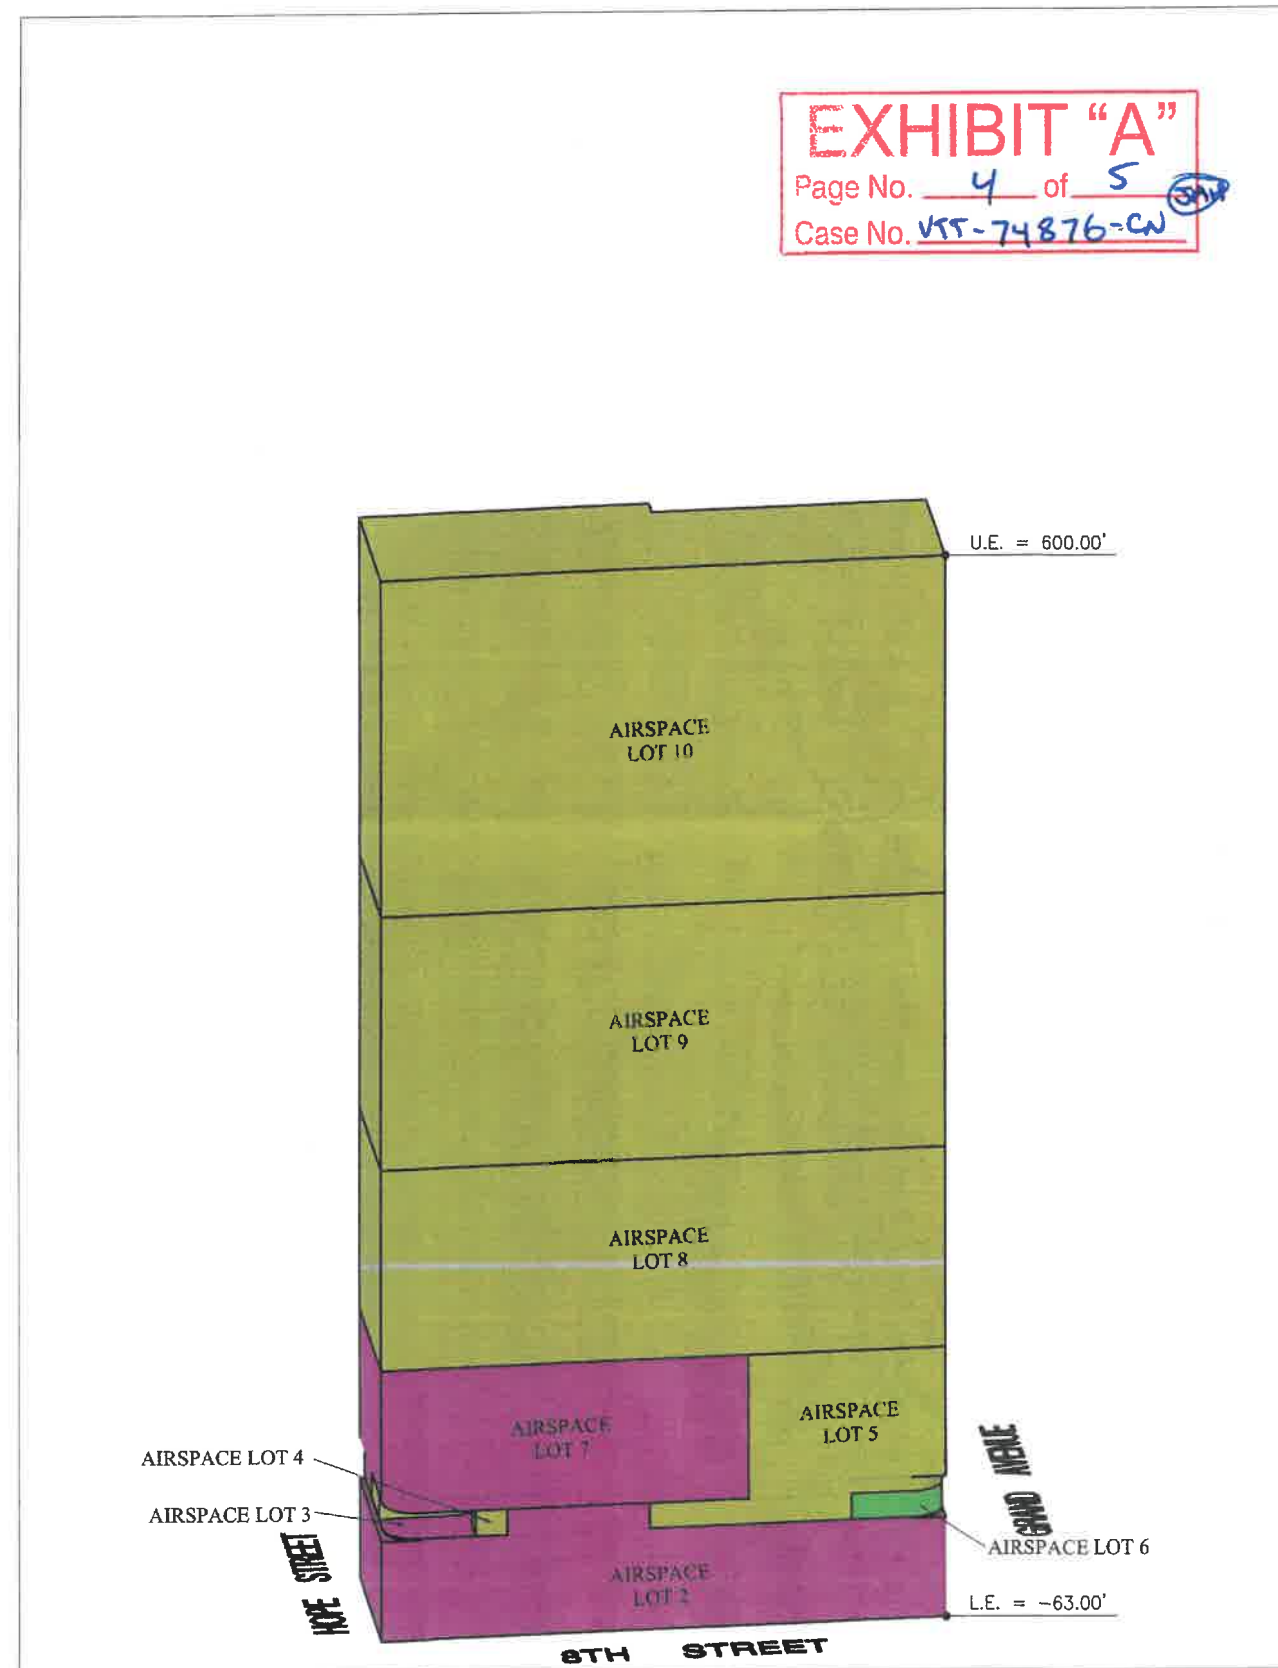 EXHIBIT “A”
Page No. 4 of 5
Case No. VTT-74876-CN
U.E. = 600.00'
AIRSPACE
LOT 10
AIRSPACE
LOT 9
AIRSPACE
LOT 8
AIRSPACE
LOT 7
AIRSPACE
LOT 5
AIRSPACE LOT 4
AIRSPACE LOT 3
HOPE STREET
GRAND AVENUE
AIRSPACE LOT 6
AIRSPACE
LOT 2
L.E. = -63.00'
8TH STREET